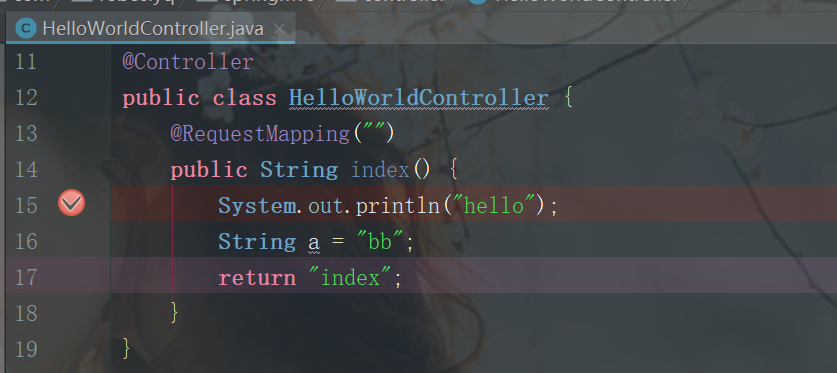 HelloWorldController.java
11 @Controller
12 public class HelloWorldController {
13 @RequestMapping("")
14 public String index() {
15 System.out.println("hello");
16 String a = "bb";
17 return "index";
18 }
19 }